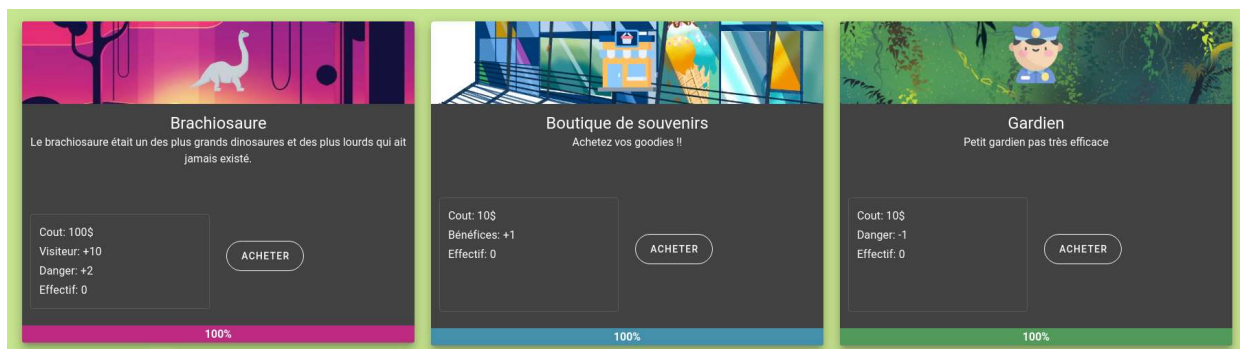 Brachiosaure
Le brachiosaure était un des plus grands dinosaures et des plus lourds qui ait
jamais existé.
Cout: 100$
Visiteur: +10
Danger: +2
Effectif: 0
ACHETER
100%
Boutique de souvenirs
Achetez vos goodies !!
Cout: 10$
Bénéfices: +1
Effectif: 0
ACHETER
100%
Gardien
Petit gardien pas très efficace
Cout: 10$
Danger: -1
Effectif: 0
ACHETER
100%